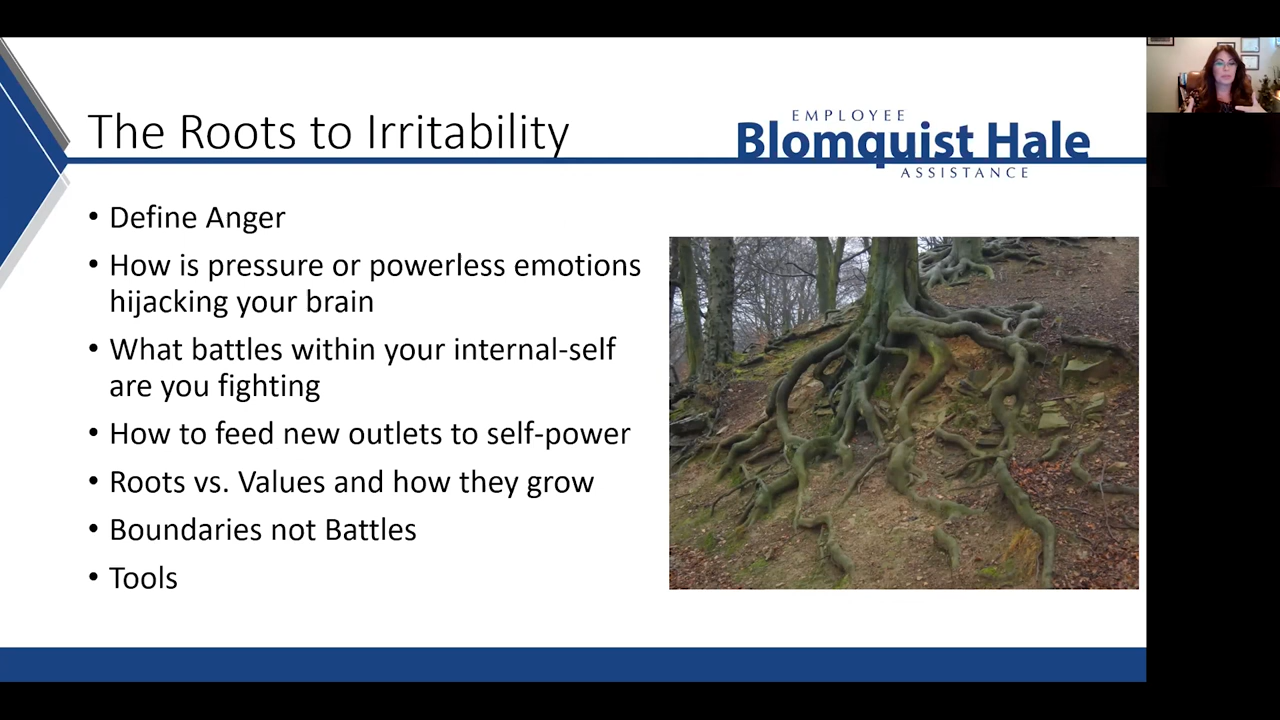 The Roots to Irritability
EMPLOYEE
Blomquist Hale
ASSISTANCE
• Define Anger
• How is pressure or powerless emotions
hijacking your brain
• What battles within your internal-self
are you fighting
• How to feed new outlets to self-power
• Roots vs. Values and how they grow
• Boundaries not Battles
• Tools